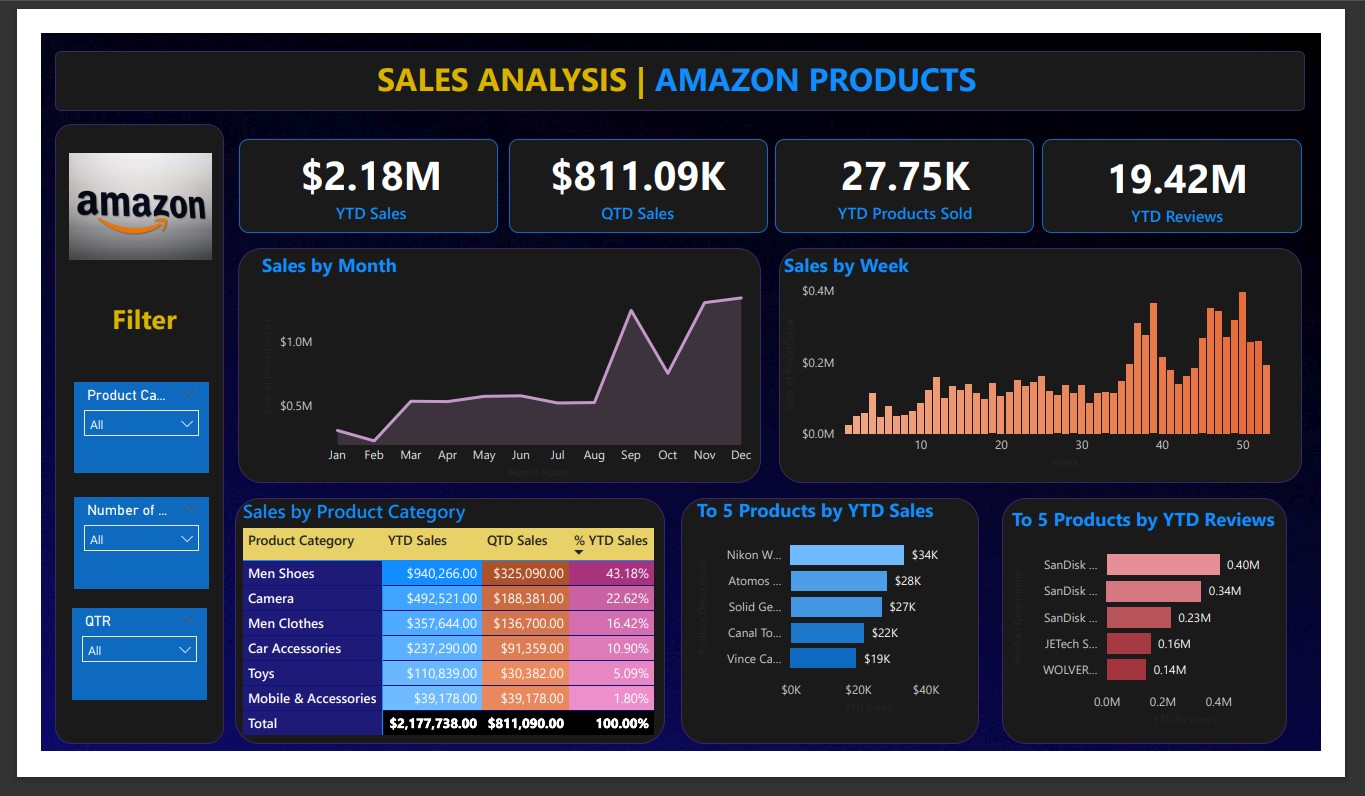 SALES ANALYSIS | AMAZON PRODUCTS
amazon
Filter
Product Ca...
All
Number of ...
All
QTR
All
$2.18M
YTD Sales
$811.09K
QTD Sales
27.75K
YTD Products Sold
19.42M
YTD Reviews
Sales by Month
$1.0M
$0.5M
Jan Feb Mar Apr May Jun Jul Aug Sep Oct Nov Dec
Month Name
Sales by Week
$0.4M
$0.2M
$0.0M
10 20 30 40 50
Week
Sales by Product Category
Product Category YTD Sales QTD Sales % YTD Sales
Men Shoes $940,266.00 $325,090.00 43.18%
Camera $492,521.00 $188,381.00 22.62%
Men Clothes $357,644.00 $136,700.00 16.42%
Car Accessories $237,290.00 $91,359.00 10.90%
Toys $110,839.00 $30,382.00 5.09%
Mobile & Accessories $39,178.00 $39,178.00 1.80%
Total $2,177,738.00 $811,090.00 100.00%
To 5 Products by YTD Sales
Nikon W... $34K
Atomos ... $28K
Solid Ge... $27K
Canal To... $22K
Vince Ca... $19K
$0K $20K $40K
YTD Sales
To 5 Products by YTD Reviews
SanDisk ... 0.40M
SanDisk ... 0.34M
SanDisk ... 0.23M
JETech S... 0.16M
WOLVER... 0.14M
0.0M 0.2M 0.4M
YTD Reviews